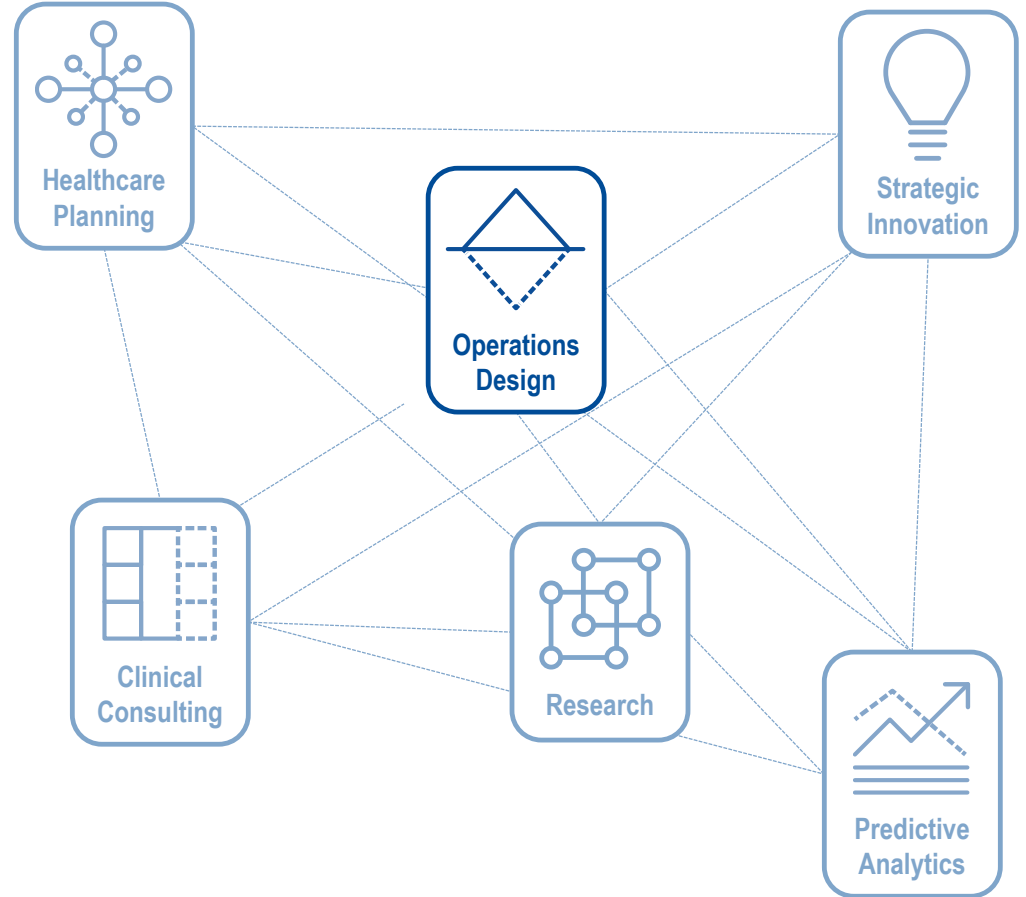 Healthcare
Planning
Strategic
Innovation
Operations
Design
Clinical
Consulting
Research
Predictive
Analytics